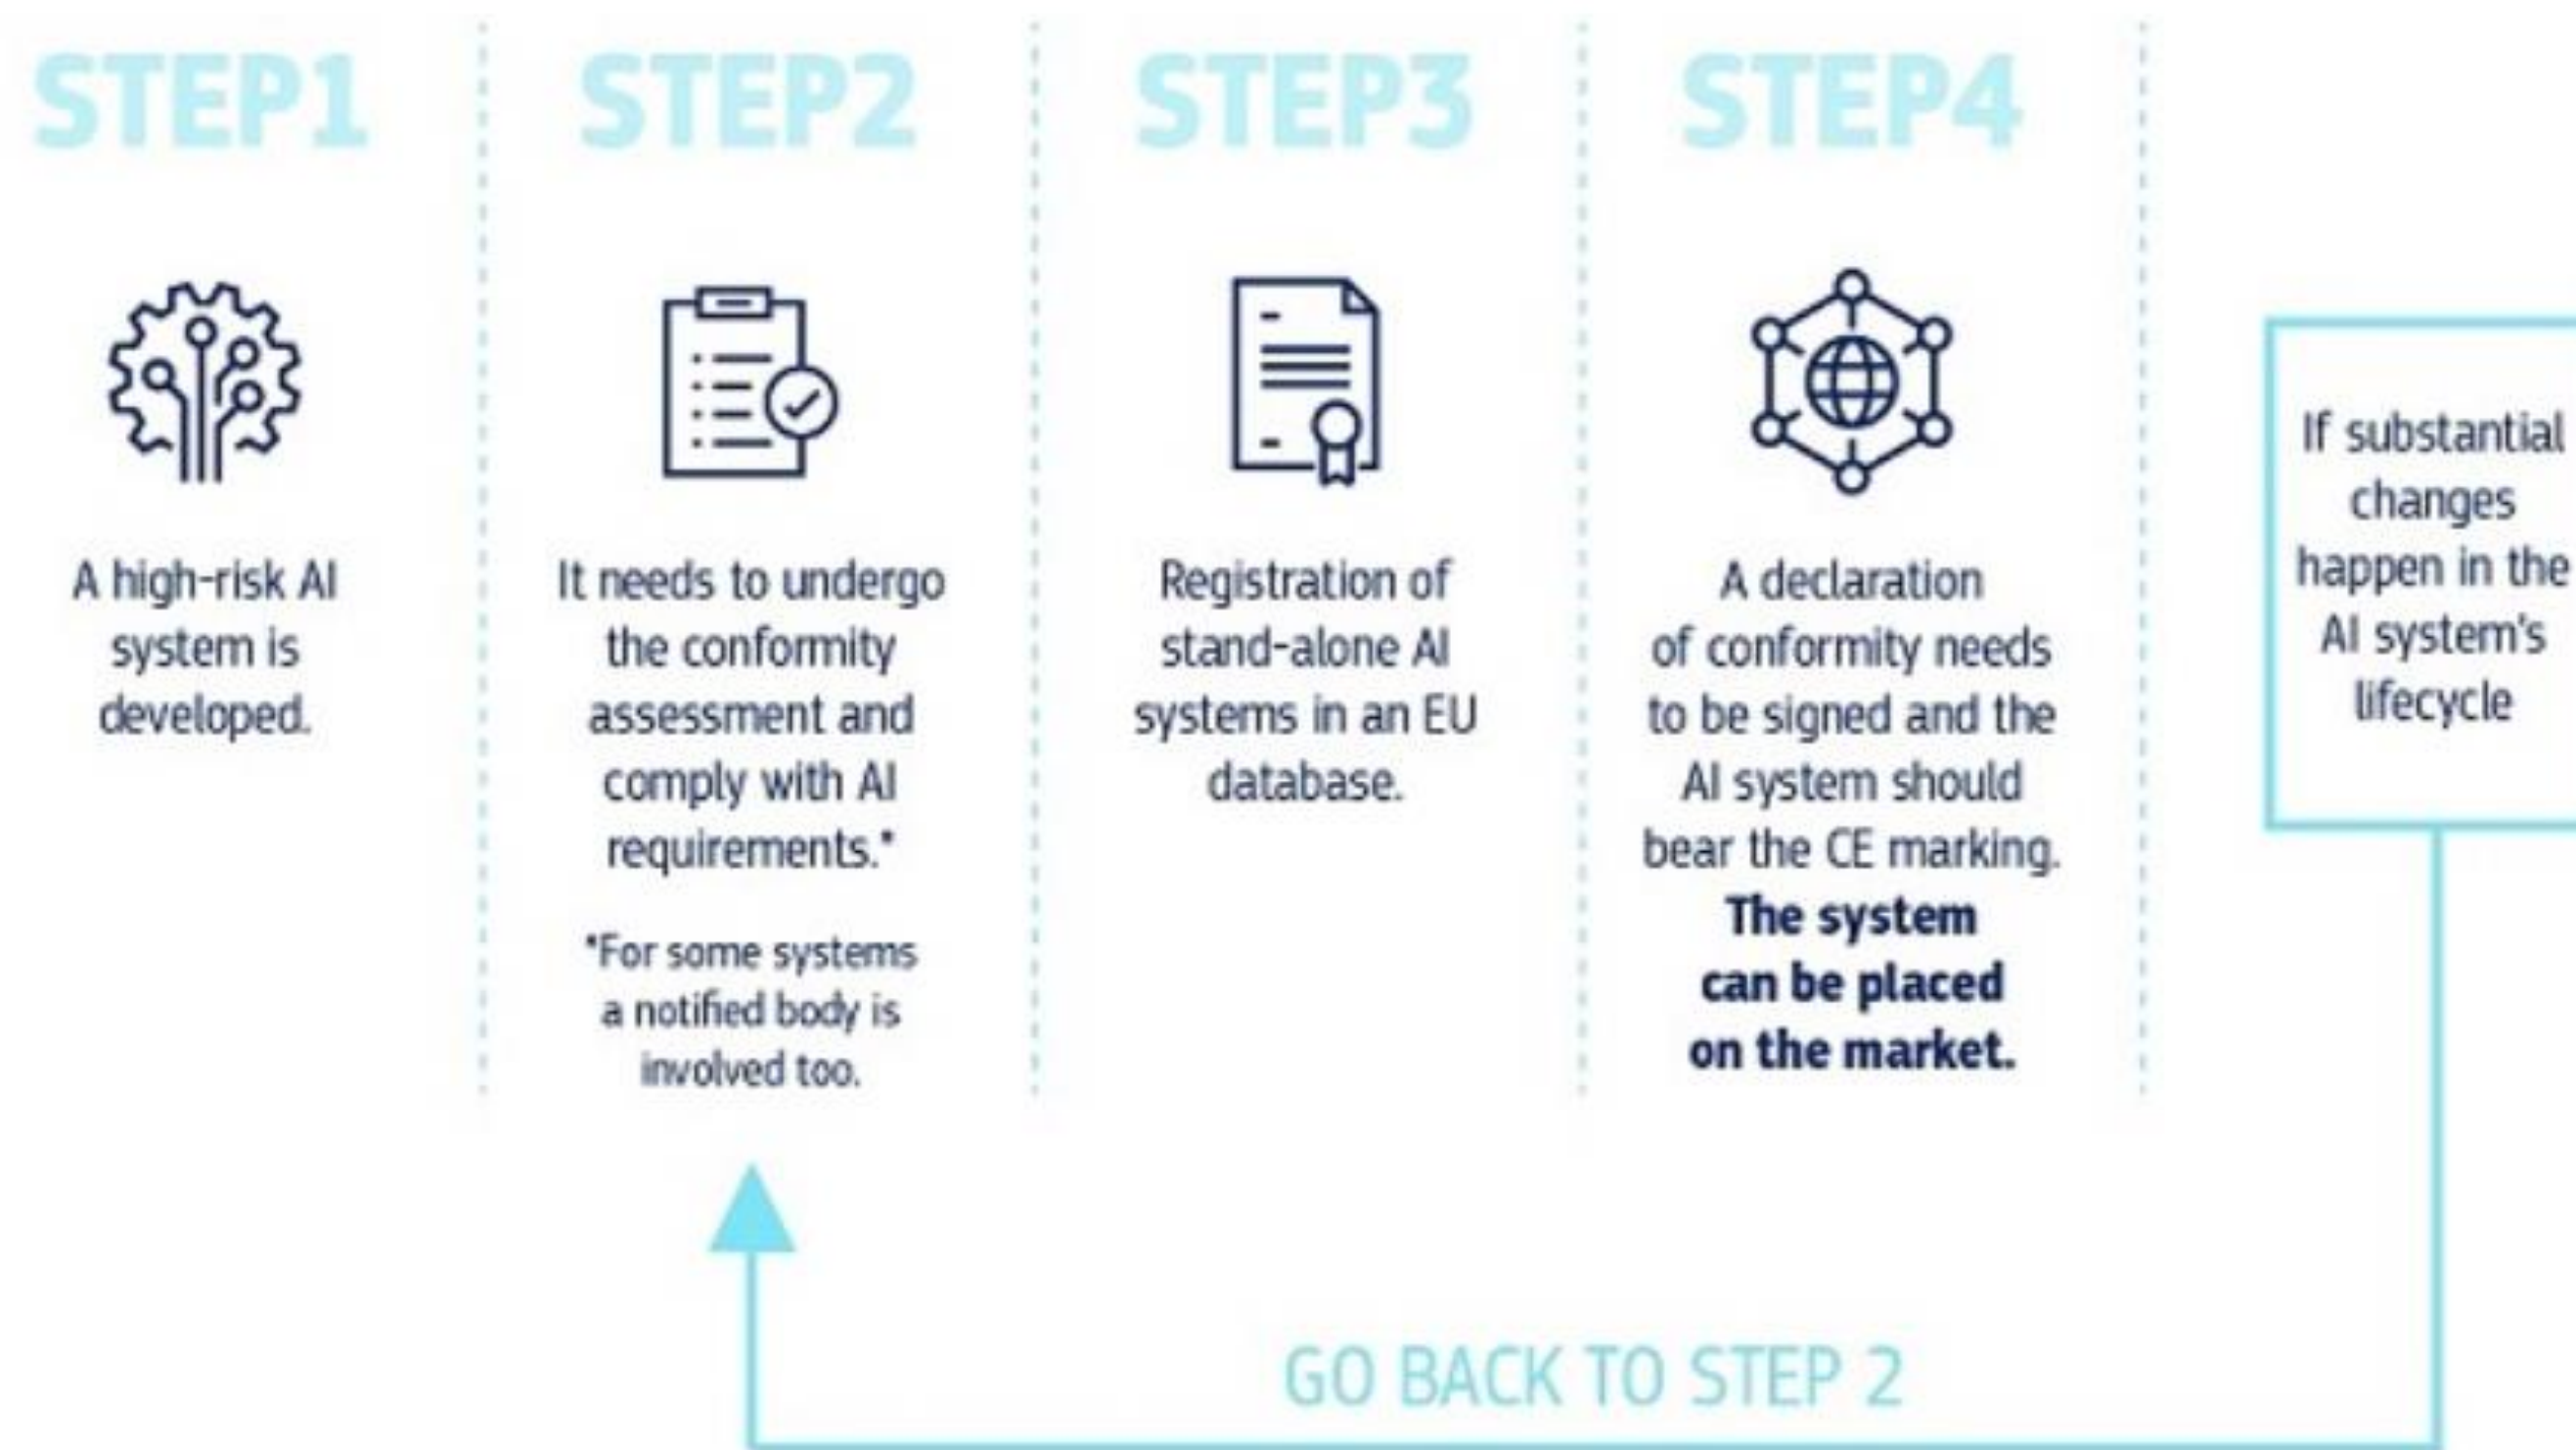 STEP1
A high-risk AI
system is
developed.
STEP2
It needs to undergo
the conformity
assessment and
comply with AI
requirements.*
*For some systems
a notified body is
involved too.
STEP3
Registration of
stand-alone AI
systems in an EU
database.
STEP4
A declaration
of conformity needs
to be signed and the
AI system should
bear the CE marking.
The system
can be placed
on the market.
If substantial
changes
happen in the
AI system's
lifecycle
GO BACK TO STEP 2